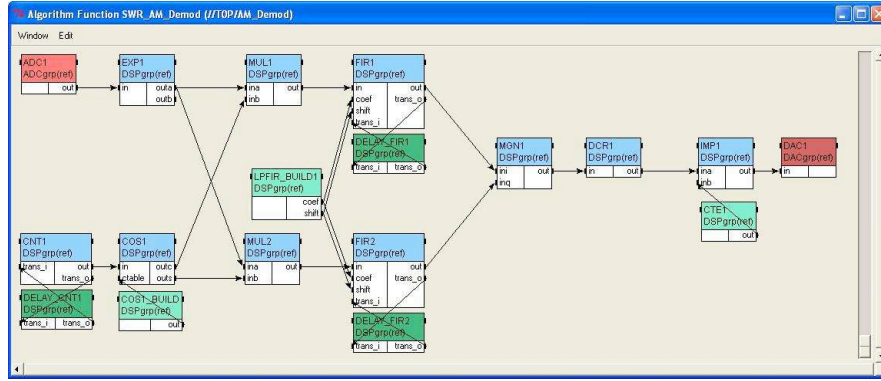 Algorithm Function SWR_AM_Demod (//TOP/AM_Demod)
Window Edit
ADC1
ADCgrp(ref)
out
EXP1
DSPgrp(ref)
in outa
outb
MUL1
DSPgrp(ref)
ina out
inb
FIR1
DSPgrp(ref)
in out
coef trans_o
shift
trans_i
DELAY_FIR1
DSPgrp(ref)
trans_i trans_o
LPFIR_BUILD1
DSPgrp(ref)
coef
shift
MGN1
DSPgrp(ref)
ini out
inq
DCR1
DSPgrp(ref)
in out
IMP1
DSPgrp(ref)
ina out
inb
DAC1
DACgrp(ref)
in
CTE1
DSPgrp(ref)
out
CNT1
DSPgrp(ref)
trans_i out
trans_o
DELAY_CNT1
DSPgrp(ref)
trans_i trans_o
COS1
DSPgrp(ref)
in outc
ctable outs
COS1_BUILD
DSPgrp(ref)
out
MUL2
DSPgrp(ref)
ina out
inb
FIR2
DSPgrp(ref)
in out
coef trans_o
shift
trans_i
DELAY_FIR2
DSPgrp(ref)
trans_i trans_o